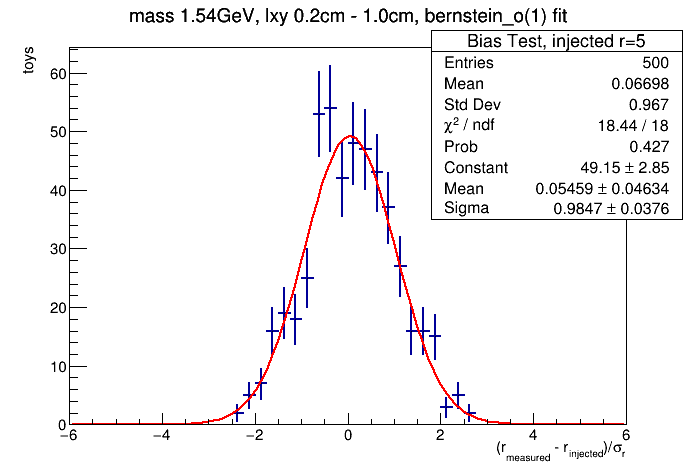 mass 1.54GeV, lxy 0.2cm - 1.0cm, bernstein_o(1) fit
Bias Test, injected r=5
Entries 500
Mean 0.06698
Std Dev 0.967
χ² / ndf 18.44 / 18
Prob 0.427
Constant 49.15 ± 2.85
Mean 0.05459 ± 0.04634
Sigma 0.9847 ± 0.0376
toys
60
50
40
30
20
10
0
−6 −4 −2 0 2 4 6
(r_measured - r_injected)/σ_r